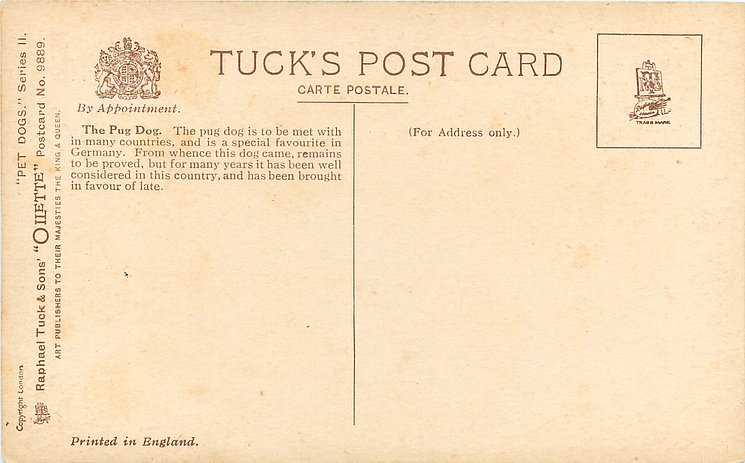 "PET DOGS." Series II.
Raphael Tuck & Sons' "OILETTE" Postcard No. 9889.
ART PUBLISHERS TO THEIR MAJESTIES THE KING & QUEEN.
Copyright London
By Appointment.
TUCK'S POST CARD
CARTE POSTALE.
The Pug Dog. The pug dog is to be met with
in many countries, and is a special favourite in
Germany. From whence this dog came, remains
to be proved, but for many years it has been well
considered in this country, and has been brought
in favour of late.
(For Address only.)
TRADE MARK
Printed in England.